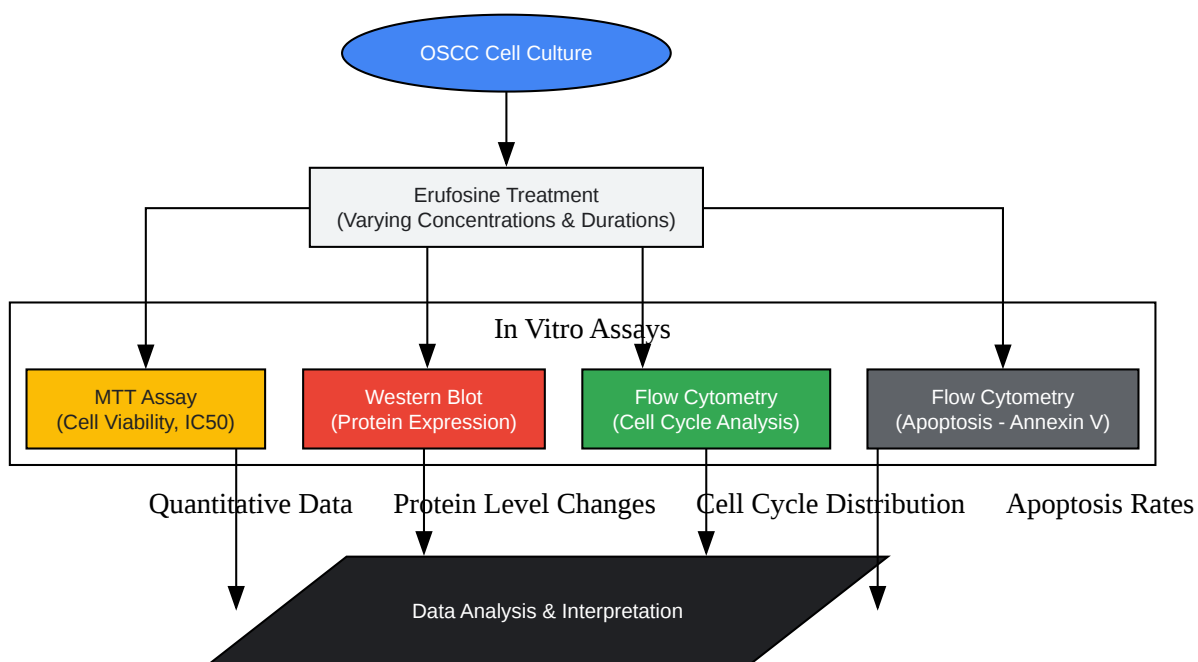 OSCC Cell Culture
Erufosine Treatment
(Varying Concentrations & Durations)
In Vitro Assays
MTT Assay
(Cell Viability, IC50)
Western Blot
(Protein Expression)
Flow Cytometry
(Cell Cycle Analysis)
Flow Cytometry
(Apoptosis - Annexin V)
Quantitative Data
Protein Level Changes
Cell Cycle Distribution
Apoptosis Rates
Data Analysis & Interpretation